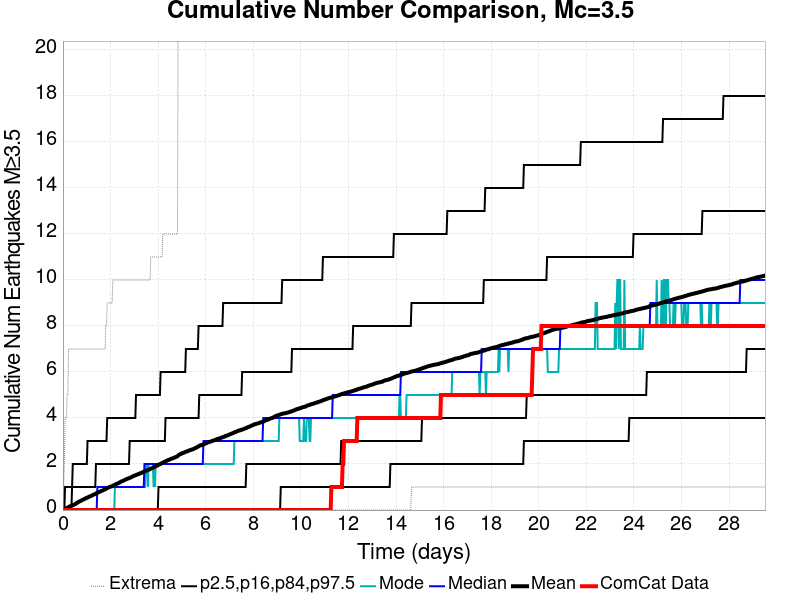 Cumulative Number Comparison, Mc=3.5
Cumulative Num Earthquakes M≥3.5
20
18
16
14
12
10
8
6
4
2
0
0 2 4 6 8 10 12 14 16 18 20 22 24 26 28
Time (days)
Extrema p2.5,p16,p84,p97.5 Mode Median Mean ComCat Data